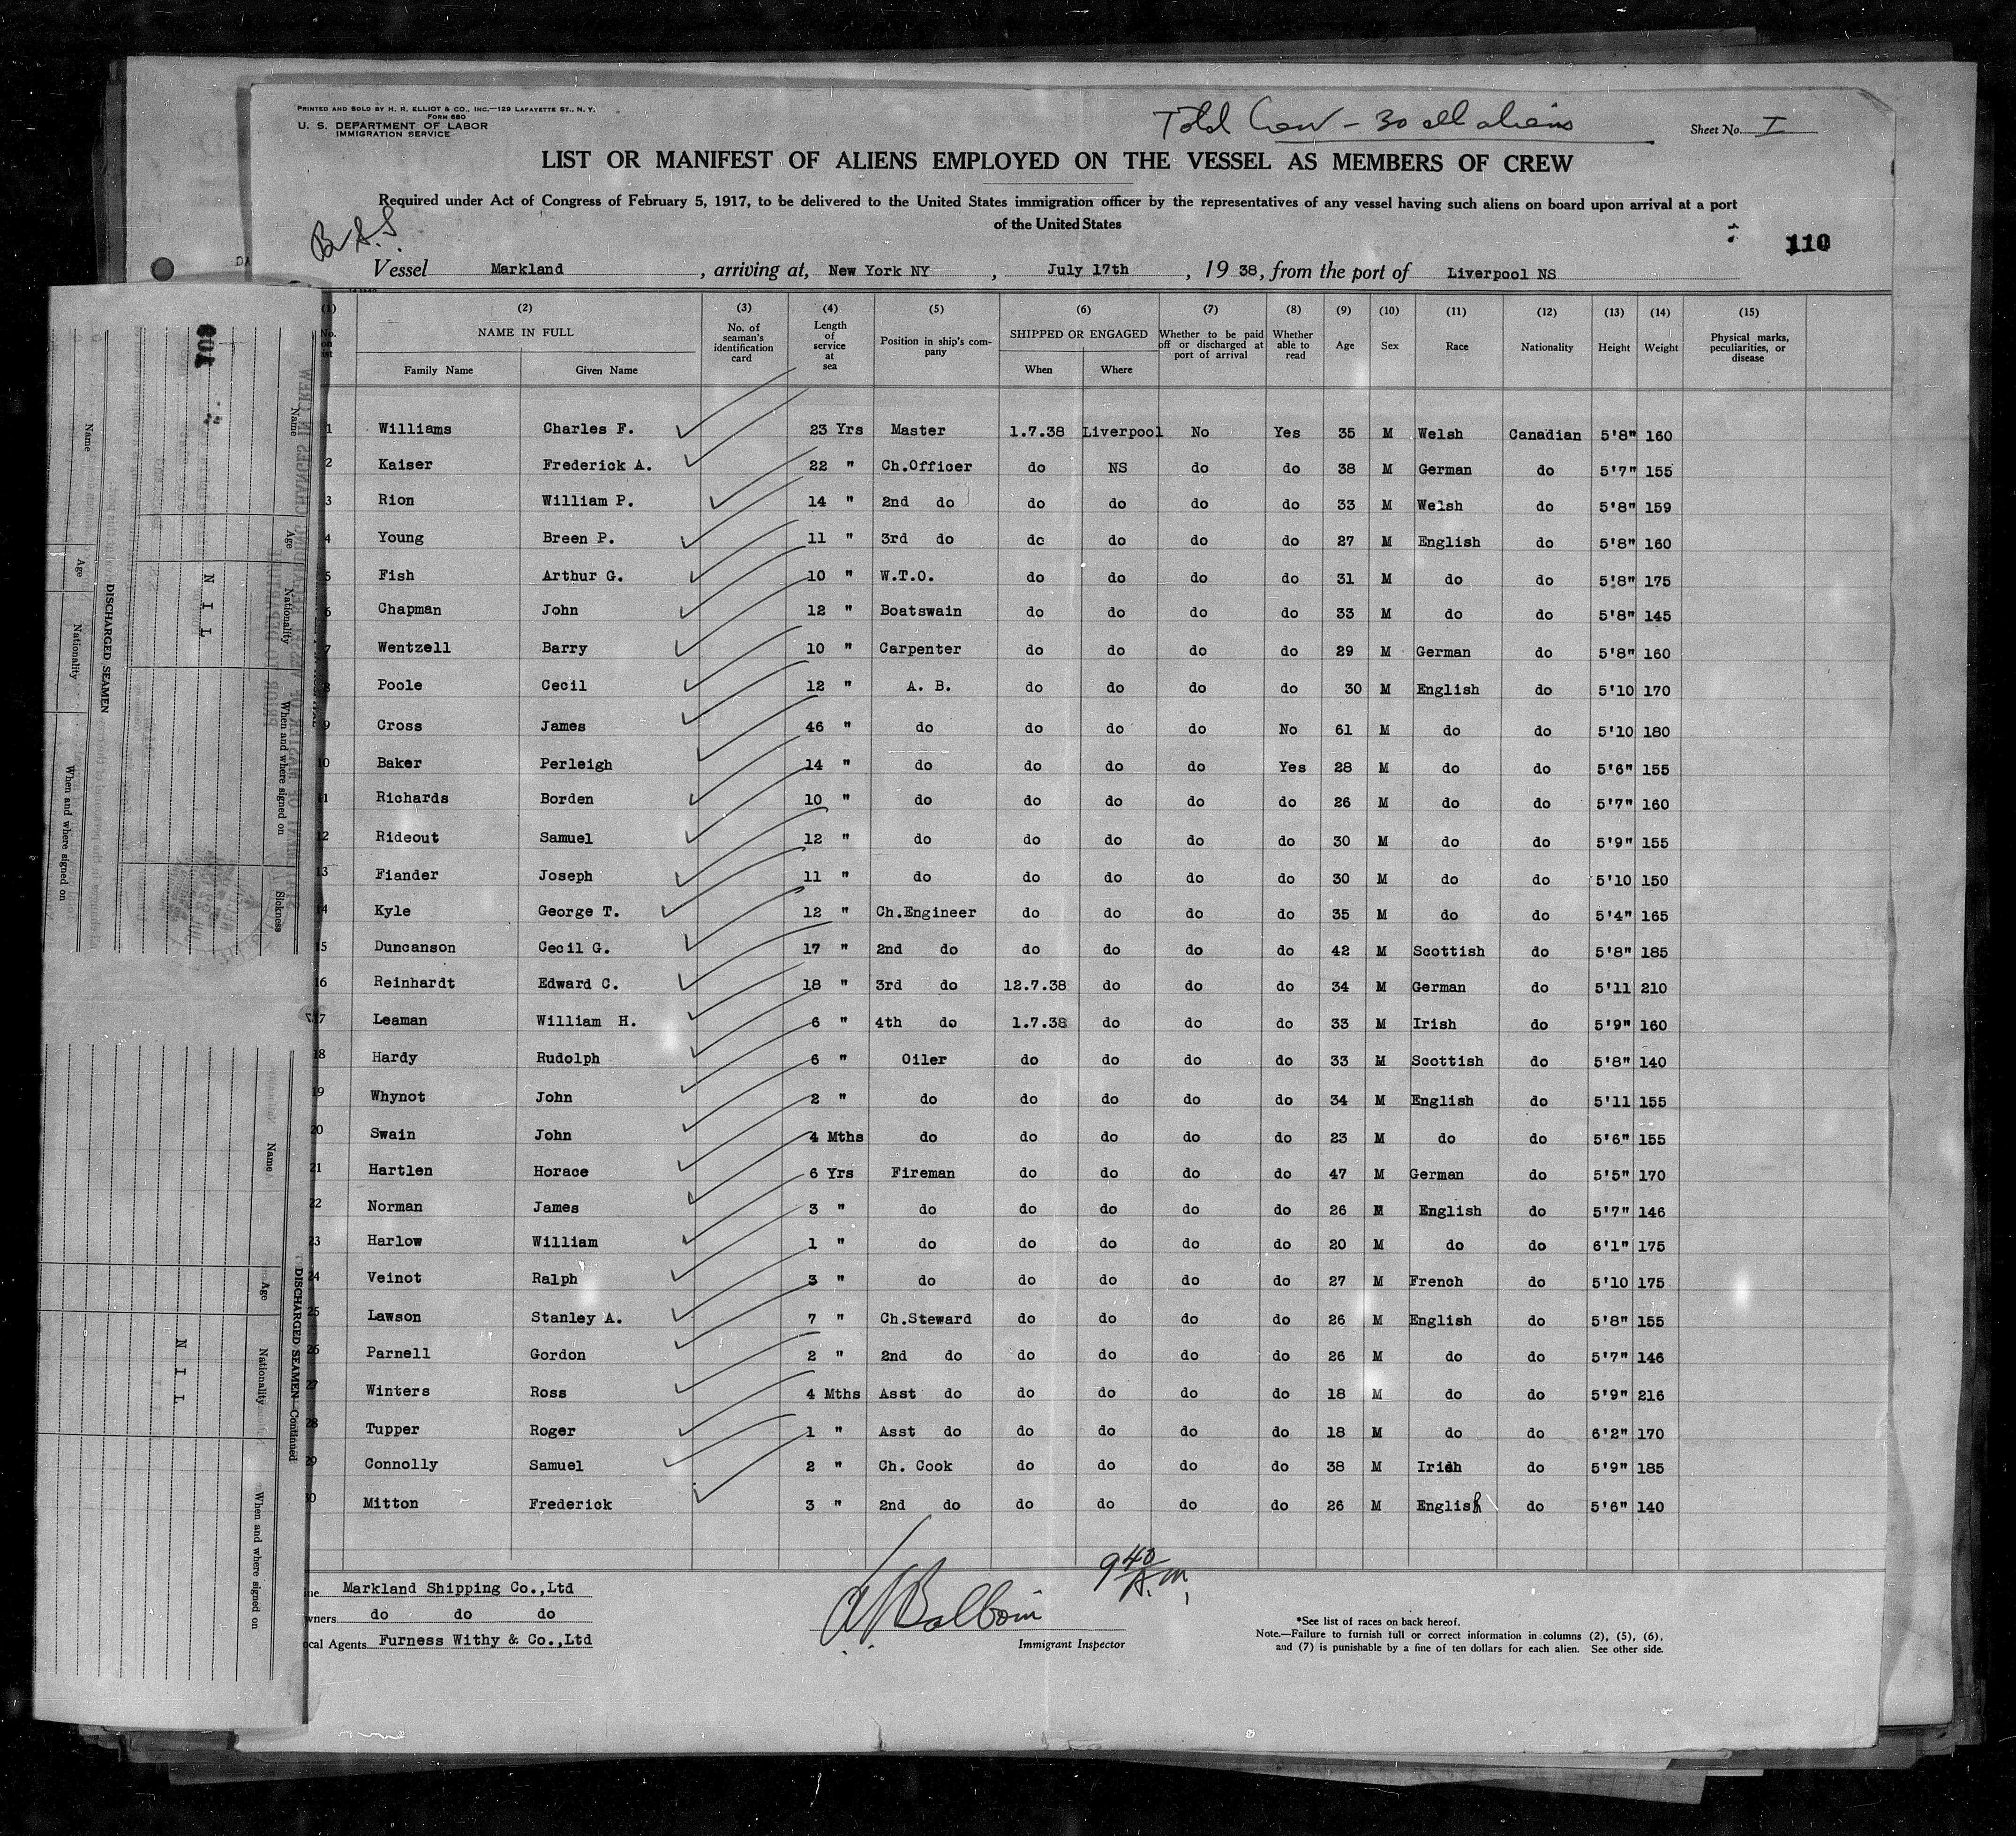 PRINTED AND SOLD BY H. R. ELLIOT & CO., INC.—129 LAFAYETTE ST., N. Y.
FORM 680
U. S. DEPARTMENT OF LABOR
IMMIGRATION SERVICE
Total Crew – 30 all aliens
Sheet No. I
LIST OR MANIFEST OF ALIENS EMPLOYED ON THE VESSEL AS MEMBERS OF CREW
Required under Act of Congress of February 5, 1917, to be delivered to the United States immigration officer by the representatives of any vessel having such aliens on board upon arrival at a port
of the United States
Br S.S.
110
Vessel Markland, arriving at, New York NY, July 17th, 19 38, from the port of Liverpool NS
(1) (2) (3) (4) (5) (6) (7) (8) (9) (10) (11) (12) (13) (14) (15)
NAME IN FULL Family Name Given Name No. of seaman's identification card Length of service at sea Position in ship's company SHIPPED OR ENGAGED When Where Whether to be paid off or discharged at port of arrival Whether able to read Age Sex Race Nationality Height Weight Physical marks, peculiarities, or disease
1 Williams Charles F. 23 Yrs Master 1.7.38 Liverpool No Yes 35 M Welsh Canadian 5'8" 160
2 Kaiser Frederick A. 22 " Ch.Officer do NS do do 38 M German do 5'7" 155
3 Rion William P. 14 " 2nd do do do do do 33 M Welsh do 5'8" 159
4 Young Breen P. 11 " 3rd do do do do do 27 M English do 5'8" 160
5 Fish Arthur G. 10 " W.T.O. do do do do 31 M do do 5'8" 175
6 Chapman John 12 " Boatswain do do do do 33 M do do 5'8" 145
7 Wentzell Barry 10 " Carpenter do do do do 29 M German do 5'8" 160
8 Poole Cecil 12 " A. B. do do do do 30 M English do 5'10 170
9 Cross James 46 " do do do do No 61 M do do 5'10 180
10 Baker Perleigh 14 " do do do do Yes 28 M do do 5'6" 155
11 Richards Borden 10 " do do do do do 26 M do do 5'7" 160
12 Rideout Samuel 12 " do do do do do 30 M do do 5'9" 155
13 Fiander Joseph 11 " do do do do do 30 M do do 5'10 150
14 Kyle George T. 12 " Ch.Engineer do do do do 35 M do do 5'4" 165
15 Duncanson Cecil G. 17 " 2nd do do do do do 42 M Scottish do 5'8" 185
16 Reinhardt Edward C. 18 " 3rd do 12.7.38 do do do 34 M German do 5'11 210
17 Leaman William H. 6 " 4th do 1.7.38 do do do 33 M Irish do 5'9" 160
18 Hardy Rudolph 6 " Oiler do do do do 33 M Scottish do 5'8" 140
19 Whynot John 2 " do do do do do 34 M English do 5'11 155
20 Swain John 4 Mths do do do do do 23 M do do 5'6" 155
21 Hartlen Horace 6 Yrs Fireman do do do do 47 M German do 5'5" 170
22 Norman James 3 " do do do do do 26 M English do 5'7" 146
23 Harlow William 1 " do do do do do 20 M do do 6'1" 175
24 Veinot Ralph 3 " do do do do do 27 M French do 5'10 175
25 Lawson Stanley A. 7 " Ch.Steward do do do do 26 M English do 5'8" 155
26 Parnell Gordon 2 " 2nd do do do do do 26 M do do 5'7" 146
27 Winters Ross 4 Mths Asst do do do do do 18 M do do 5'9" 216
28 Tupper Roger 1 " Asst do do do do do 18 M do do 6'2" 170
29 Connolly Samuel 2 " Ch. Cook do do do do 38 M Irish do 5'9" 185
30 Mitton Frederick 3 " 2nd do do do do do 26 M English do 5'6" 140
Markland Shipping Co.,Ltd
wners do do do
cal Agents Furness Withy & Co.,Ltd
9 40 A.m.
Immigrant Inspector
*See list of races on back hereof.
Note.—Failure to furnish full or correct information in columns (2), (5), (6),
and (7) is punishable by a fine of ten dollars for each alien. See other side.
109
Name Age Nationality When and where signed on Sickness
NIL
DISCHARGED SEAMEN
Name Age Nationality When and where signed on
DISCHARGED SEAMEN—Continued
Name Age Nationality When and where signed on
NIL